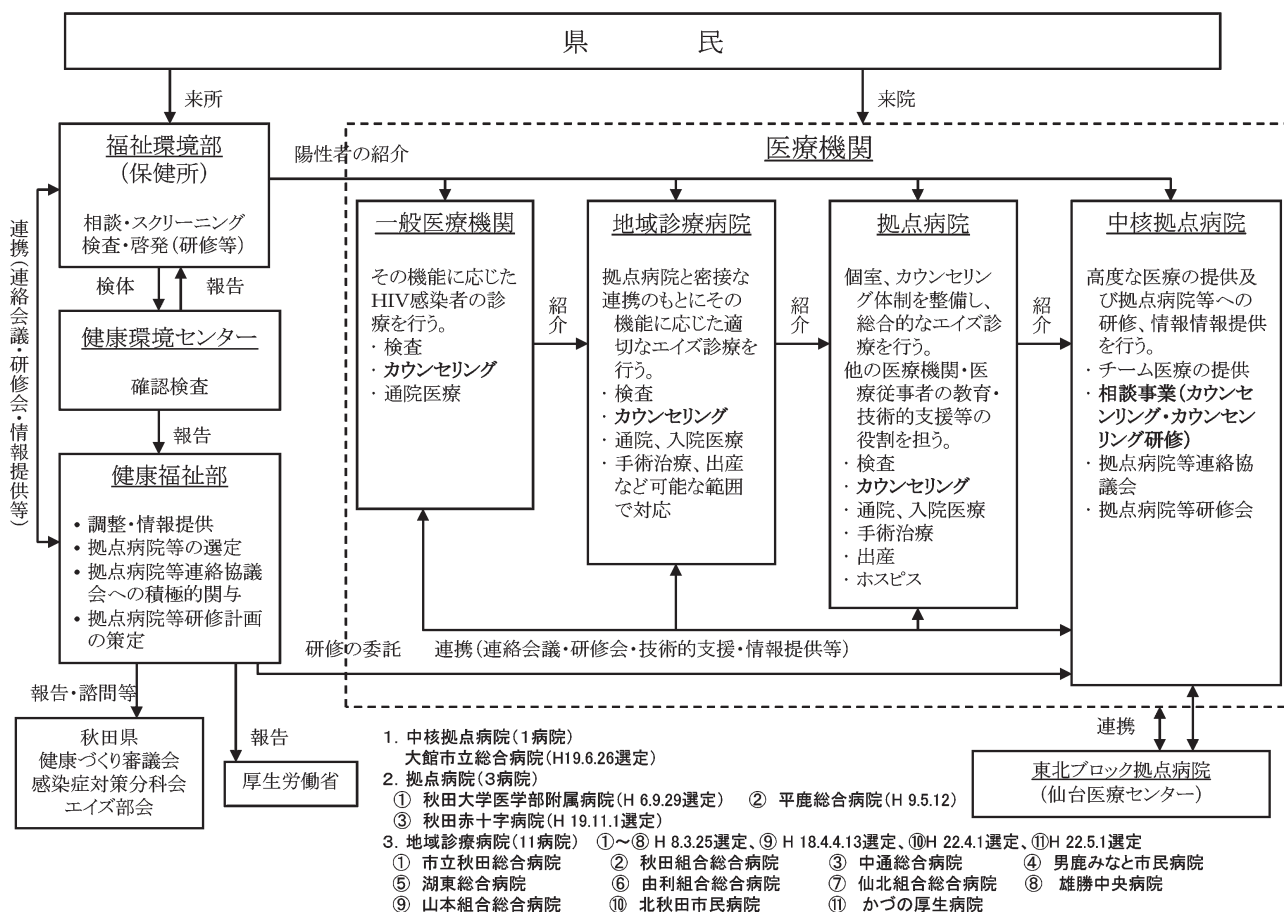 県　　　民
来所
来院
福祉環境部
(保健所)
相談・スクリーニング
検査・啓発(研修等)
検体
報告
健康環境センター
確認検査
報告
健康福祉部
• 調整・情報提供
• 拠点病院等の選定
• 拠点病院等連絡協議
会への積極的関与
• 拠点病院等研修計画
の策定
連携(連絡会議・研修会・情報提供等)
報告・諮問等
秋田県
健康づくり審議会
感染症対策分科会
エイズ部会
報告
厚生労働省
陽性者の紹介
医療機関
一般医療機関
その機能に応じた
HIV感染者の診
療を行う。
・検査
・カウンセリング
・通院医療
紹介
地域診療病院
拠点病院と密接な
連携のもとにその
機能に応じた適
切なエイズ診療を
行う。
・検査
・カウンセリング
・通院、入院医療
・手術治療、出産
など可能な範囲
で対応
紹介
拠点病院
個室、カウンセリン
グ体制を整備し、
総合的なエイズ診
療を行う。
他の医療機関・医
療従事者の教育・
技術的支援等の
役割を担う。
・検査
・カウンセリング
・通院、入院医療
・手術治療
・出産
・ホスピス
紹介
中核拠点病院
高度な医療の提供及
び拠点病院等への
研修、情報情報提供
を行う。
・チーム医療の提供
・相談事業(カウンセ
ンリング・カウンセン
リング研修)
・拠点病院等連絡協
議会
・拠点病院等研修会
研修の委託
連携(連絡会議・研修会・技術的支援・情報提供等)
連携
東北ブロック拠点病院
(仙台医療センター)
1. 中核拠点病院(1病院)
大館市立総合病院(H19.6.26選定)
2. 拠点病院(3病院)
① 秋田大学医学部附属病院(H 6.9.29選定) ② 平鹿総合病院(H 9.5.12)
③ 秋田赤十字病院(H 19.11.1選定)
3. 地域診療病院(11病院) ①～⑧ H 8.3.25選定、⑨ H 18.4.4.13選定、⑩H 22.4.1選定、⑪H 22.5.1選定
① 市立秋田総合病院 ② 秋田組合総合病院 ③ 中通総合病院 ④ 男鹿みなと市民病院
⑤ 湖東総合病院 ⑥ 由利組合総合病院 ⑦ 仙北組合総合病院 ⑧ 雄勝中央病院
⑨ 山本組合総合病院 ⑩ 北秋田市民病院 ⑪ かづの厚生病院